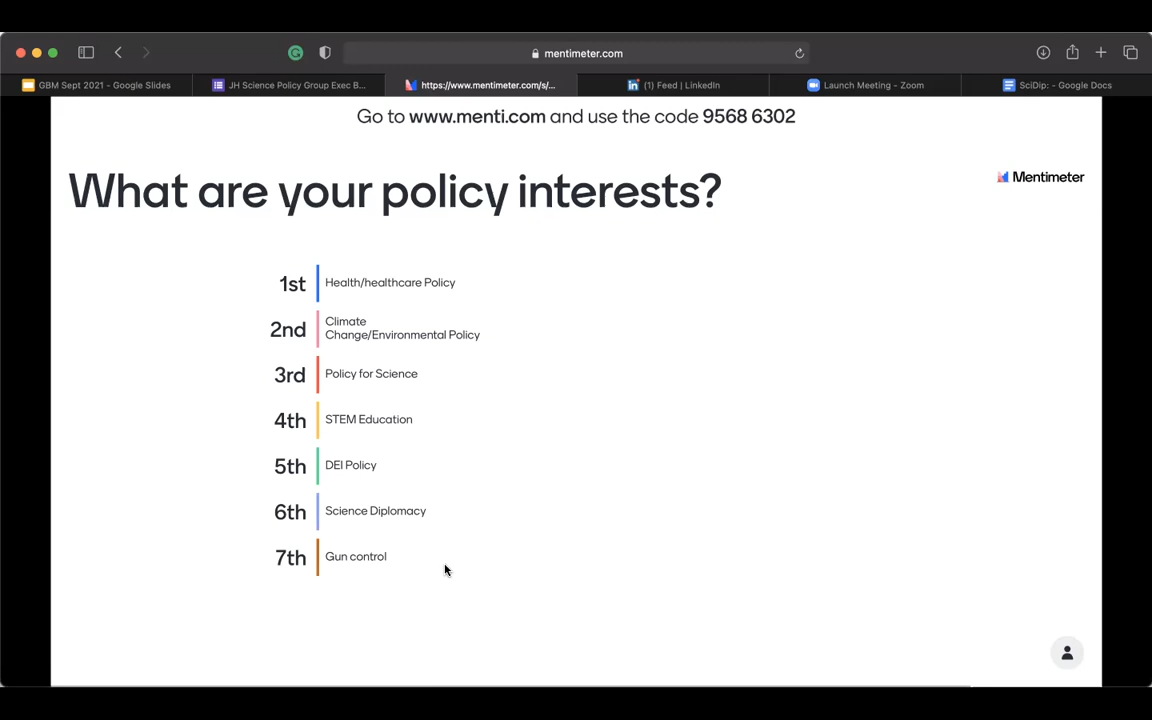 mentimeter.com
GBM Sept 2021 - Google Slides
JH Science Policy Group Exec B...
https://www.mentimeter.com/s/...
(1) Feed | LinkedIn
Launch Meeting - Zoom
SciDip: - Google Docs
Go to www.menti.com and use the code 9568 6302
What are your policy interests?
Mentimeter
1st Health/healthcare Policy
2nd Climate
Change/Environmental Policy
3rd Policy for Science
4th STEM Education
5th DEI Policy
6th Science Diplomacy
7th Gun control